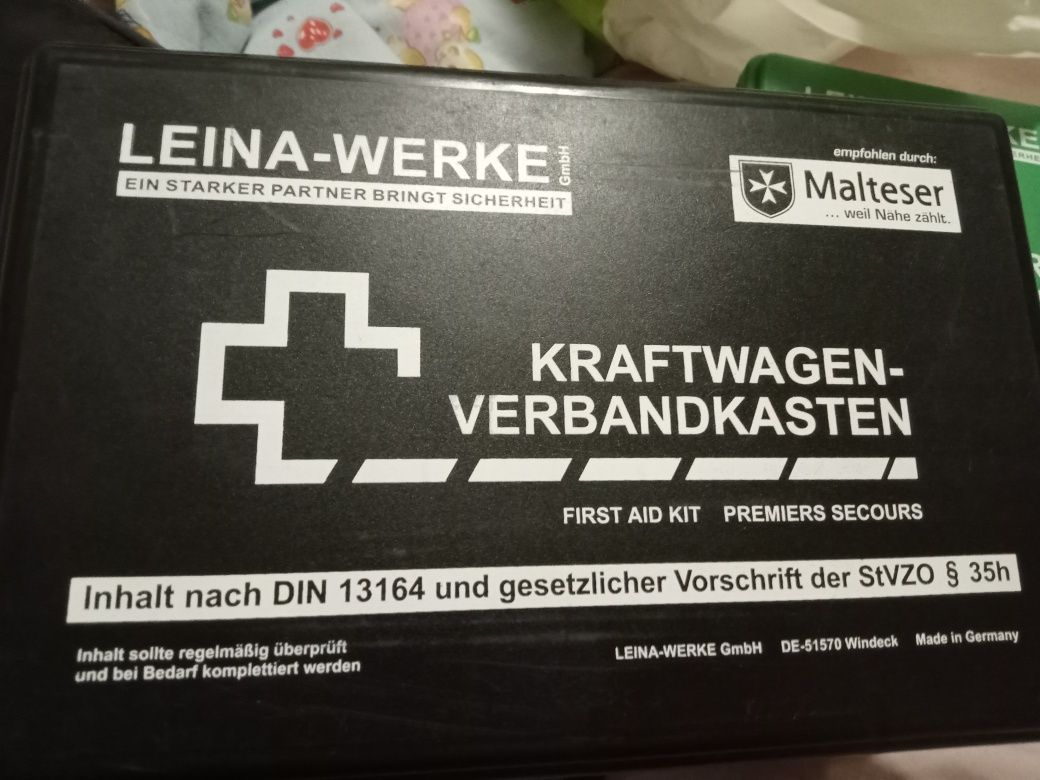 LEINA-WERKE GmbH
EIN STARKER PARTNER BRINGT SICHERHEIT
empfohlen durch:
Malteser
... weil Nähe zählt.
KRAFTWAGEN-
VERBANDKASTEN
FIRST AID KIT PREMIERS SECOURS
Inhalt nach DIN 13164 und gesetzlicher Vorschrift der StVZO § 35h
Inhalt sollte regelmäßig überprüft
und bei Bedarf komplettiert werden
LEINA-WERKE GmbH DE-51570 Windeck Made in Germany